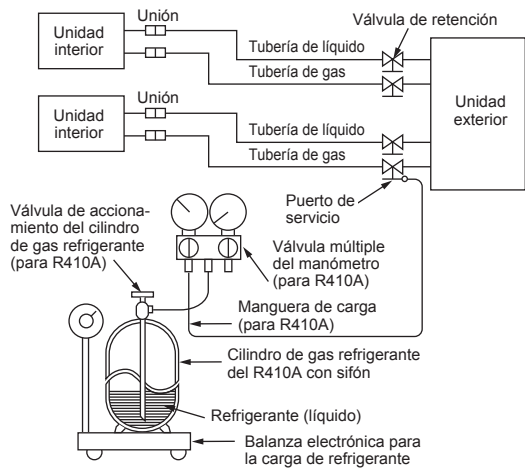 Unidad
interior
Unión
Tubería de líquido
Tubería de gas
Válvula de retención
Unidad
exterior
Unidad
interior
Unión
Tubería de líquido
Tubería de gas
Puerto de
servicio
Válvula de acciona-
miento del cilindro
de gas refrigerante
(para R410A)
Válvula múltiple
del manómetro
(para R410A)
Manguera de carga
(para R410A)
Cilindro de gas refrigerante
del R410A con sifón
Refrigerante (líquido)
Balanza electrónica para
la carga de refrigerante